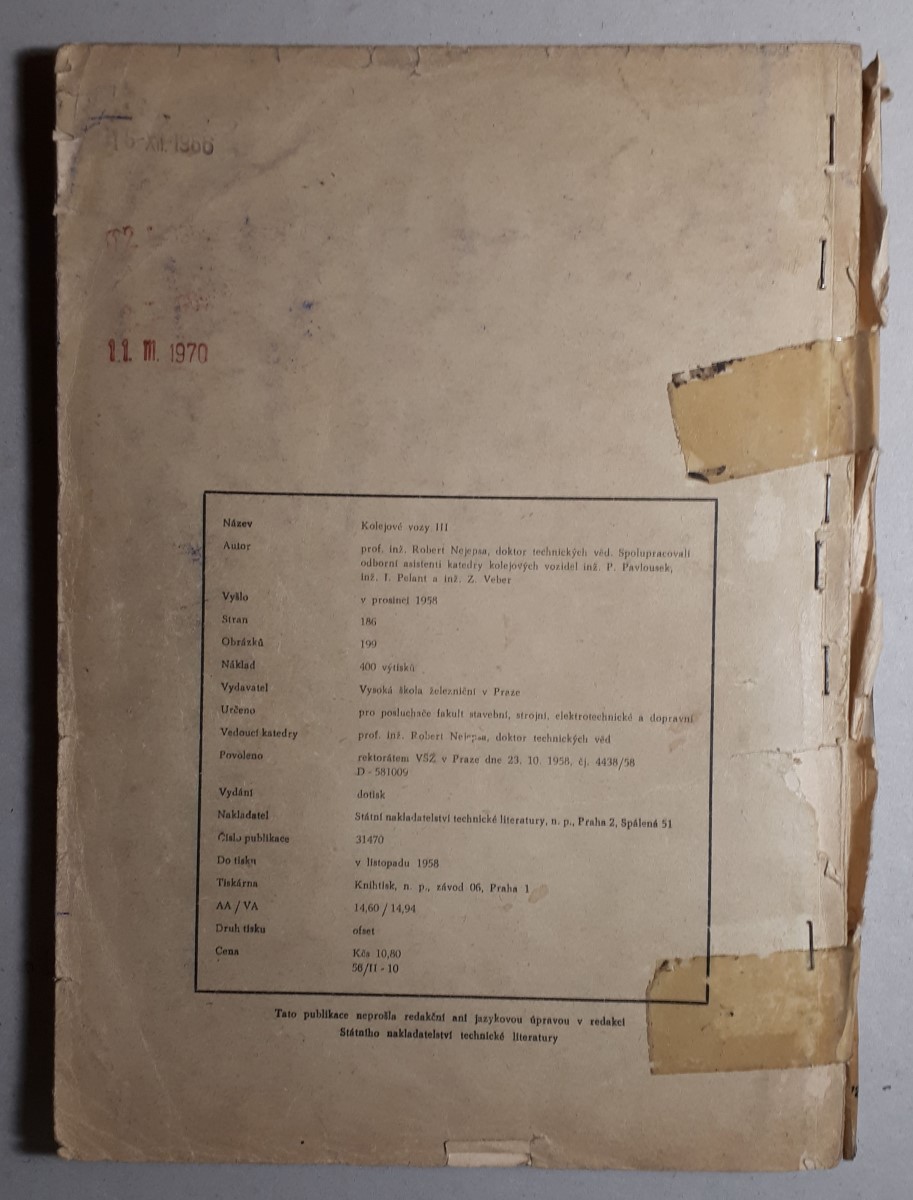 XII. 1966
11. III. 1970
Název Kolejové vozy III
Autor prof. inž. Robert Nejepsa, doktor technických věd. Spolupracovali
odborní asistenti katedry kolejových vozidel inž. P. Pavlousek,
inž. I. Pelant a inž. Z. Veber
Vyšlo v prosinci 1958
Stran 186
Obrázků 199
Náklad 400 výtisků
Vydavatel Vysoká škola železniční v Praze
Určeno pro posluchače fakult stavební, strojní, elektrotechnické a dopravní
Vedoucí katedry prof. inž. Robert Nejepsa, doktor technických věd
Povoleno rektorátem VŠŽ v Praze dne 23. 10. 1958, čj. 4438/58
D - 581009
Vydání dotisk
Nakladatel Státní nakladatelství technické literatury, n. p., Praha 2, Spálená 51
Číslo publikace 31470
Do tisku v listopadu 1958
Tiskárna Knihtisk, n. p., závod 06, Praha 1
AA / VA 14,60 / 14,94
Druh tisku ofset
Cena Kčs 10,80
56/II - 10
Tato publikace neprošla redakční ani jazykovou úpravou v redakci
Státního nakladatelství technické literatury